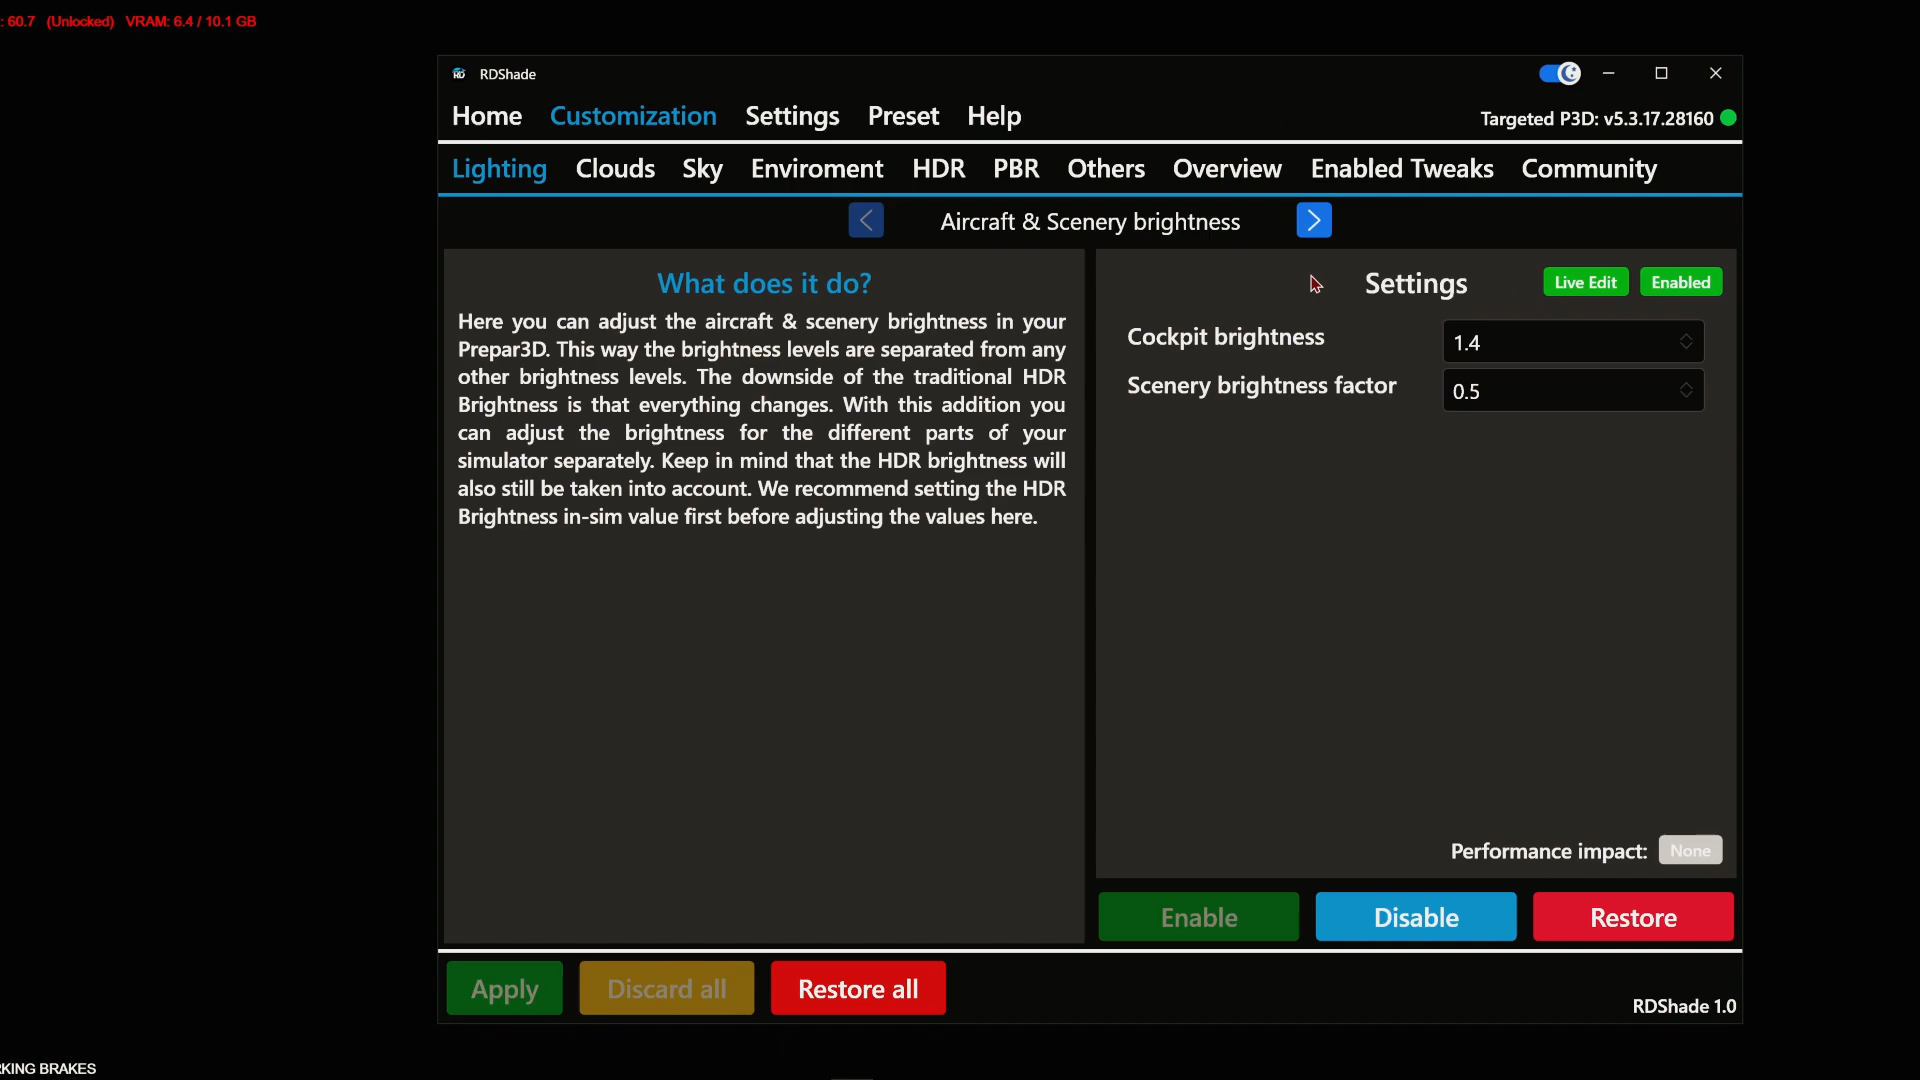 : 60.7 (Unlocked) VRAM: 6.4 / 10.1 GB
RDShade
Home Customization Settings Preset Help
Targeted P3D: v5.3.17.28160
Lighting Clouds Sky Enviroment HDR PBR Others Overview Enabled Tweaks Community
Aircraft & Scenery brightness
What does it do?
Here you can adjust the aircraft & scenery brightness in your
Prepar3D. This way the brightness levels are separated from any
other brightness levels. The downside of the traditional HDR
Brightness is that everything changes. With this addition you
can adjust the brightness for the different parts of your
simulator separately. Keep in mind that the HDR brightness will
also still be taken into account. We recommend setting the HDR
Brightness in-sim value first before adjusting the values here.
Settings
Live Edit
Enabled
Cockpit brightness 1.4
Scenery brightness factor 0.5
Performance impact: None
Enable Disable Restore
Apply Discard all Restore all
RDShade 1.0
RKING BRAKES